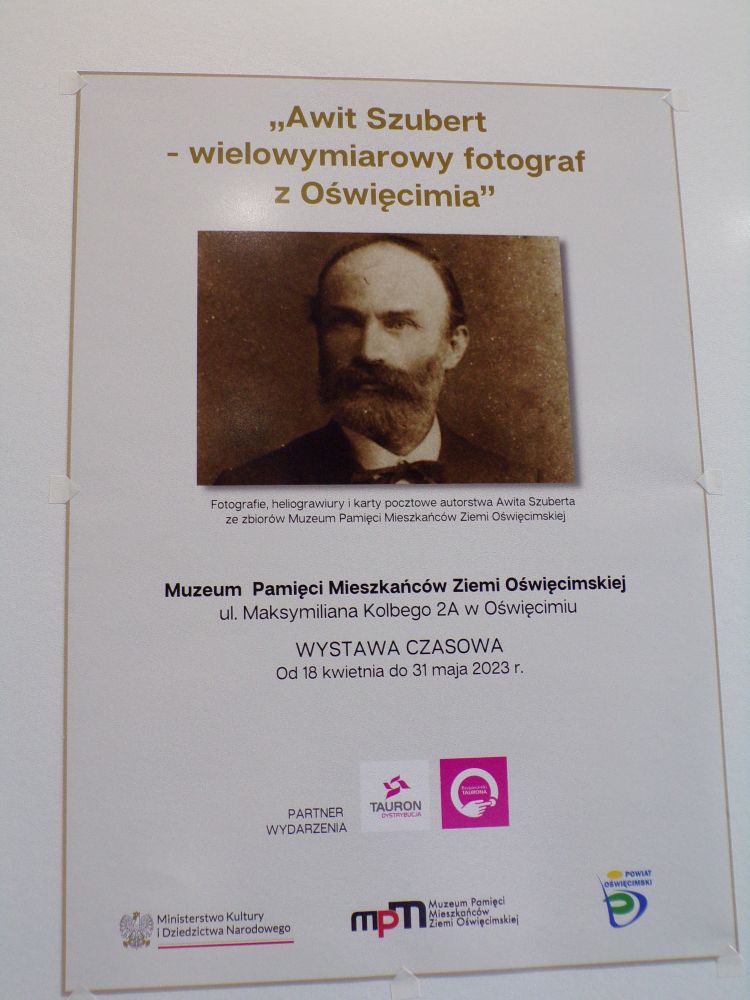 „Awit Szubert
- wielowymiarowy fotograf
z Oświęcimia”
Fotografie, heliograwiury i karty pocztowe autorstwa Awita Szuberta
ze zbiorów Muzeum Pamięci Mieszkańców Ziemi Oświęcimskiej
Muzeum Pamięci Mieszkańców Ziemi Oświęcimskiej
ul. Maksymiliana Kolbego 2A w Oświęcimiu
WYSTAWA CZASOWA
Od 18 kwietnia do 31 maja 2023 r.
PARTNER
WYDARZENIA
TAURON
DYSTRYBUCJA
TAURONA
Ministerstwo Kultury
i Dziedzictwa Narodowego
mpm
Muzeum Pamięci
Mieszkańców
Ziemi Oświęcimskiej
POWIAT
OŚWIĘCIMSKI